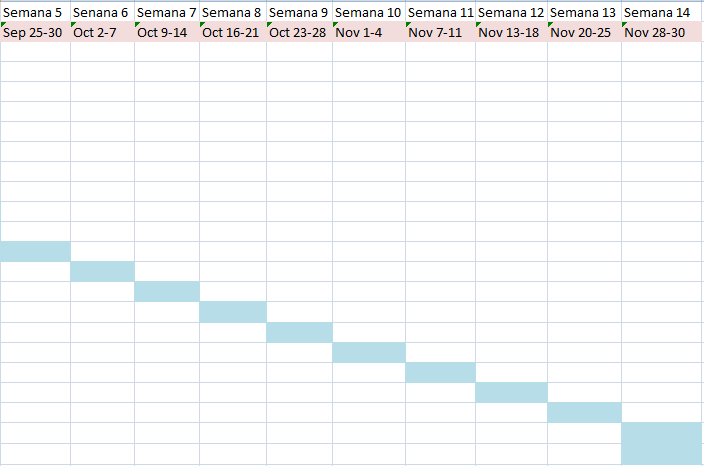 Semana 5 Senana 6 Semana 7 Semana 8 Semana 9 Semana 10 Semana 11 Semana 12 Semana 13 Semana 14
Sep 25-30 Oct 2-7 Oct 9-14 Oct 16-21 Oct 23-28 Nov 1-4 Nov 7-11 Nov 13-18 Nov 20-25 Nov 28-30